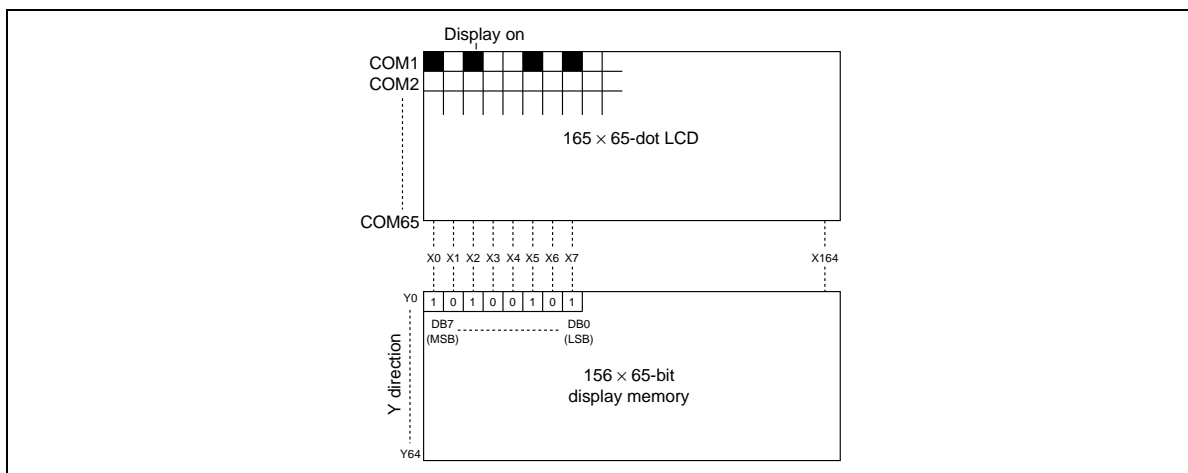 Display on
COM1
COM2
165 × 65-dot LCD
COM65
X0 X1 X2 X3 X4 X5 X6 X7 X164
Y0 1 0 1 0 0 1 0 1
DB7 DB0
(MSB) (LSB)
Y direction
156 × 65-bit
display memory
Y64